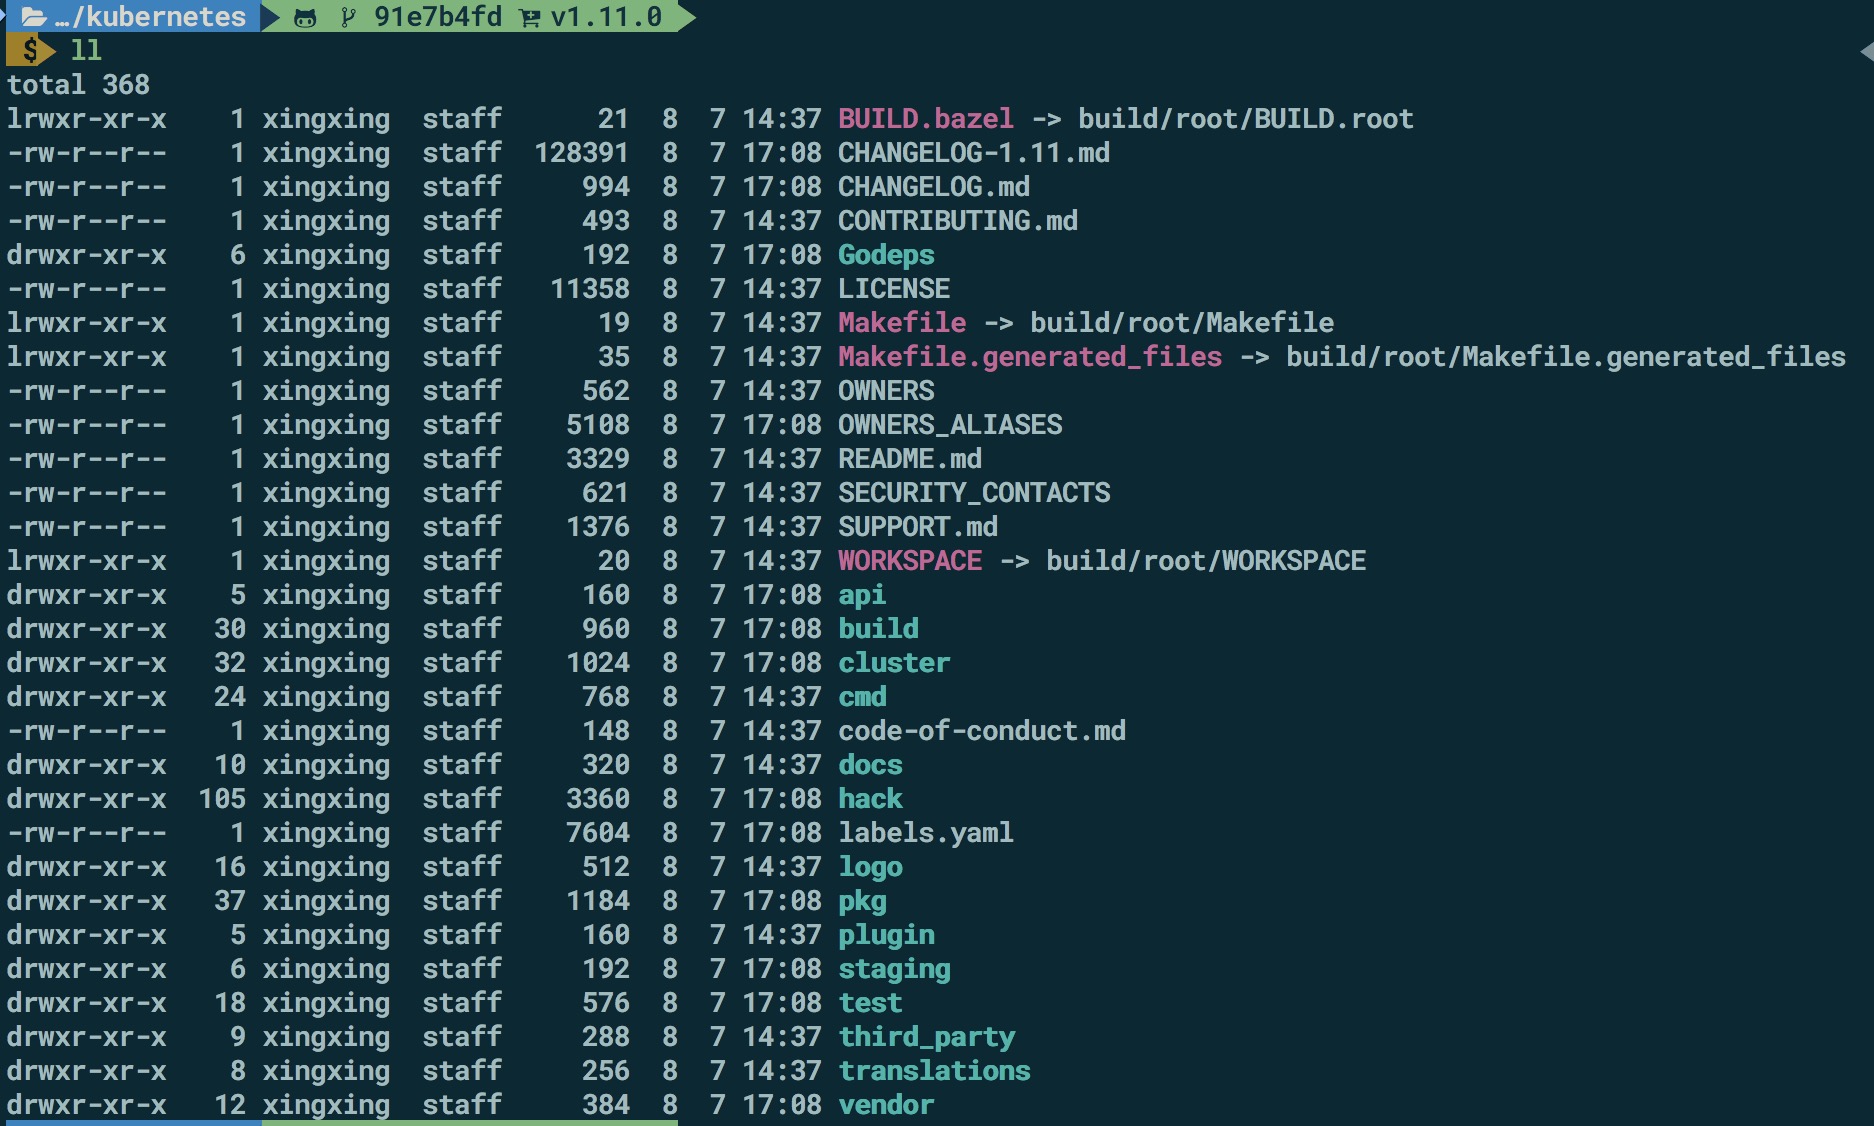 …/kubernetes 91e7b4fd v1.11.0
$ ll
total 368
lrwxr-xr-x    1 xingxing  staff      21  8   7 14:37 BUILD.bazel -> build/root/BUILD.root
-rw-r--r--    1 xingxing  staff  128391  8   7 17:08 CHANGELOG-1.11.md
-rw-r--r--    1 xingxing  staff     994  8   7 17:08 CHANGELOG.md
-rw-r--r--    1 xingxing  staff     493  8   7 14:37 CONTRIBUTING.md
drwxr-xr-x    6 xingxing  staff     192  8   7 17:08 Godeps
-rw-r--r--    1 xingxing  staff   11358  8   7 14:37 LICENSE
lrwxr-xr-x    1 xingxing  staff      19  8   7 14:37 Makefile -> build/root/Makefile
lrwxr-xr-x    1 xingxing  staff      35  8   7 14:37 Makefile.generated_files -> build/root/Makefile.generated_files
-rw-r--r--    1 xingxing  staff     562  8   7 14:37 OWNERS
-rw-r--r--    1 xingxing  staff    5108  8   7 17:08 OWNERS_ALIASES
-rw-r--r--    1 xingxing  staff    3329  8   7 14:37 README.md
-rw-r--r--    1 xingxing  staff     621  8   7 14:37 SECURITY_CONTACTS
-rw-r--r--    1 xingxing  staff    1376  8   7 14:37 SUPPORT.md
lrwxr-xr-x    1 xingxing  staff      20  8   7 14:37 WORKSPACE -> build/root/WORKSPACE
drwxr-xr-x    5 xingxing  staff     160  8   7 17:08 api
drwxr-xr-x   30 xingxing  staff     960  8   7 17:08 build
drwxr-xr-x   32 xingxing  staff    1024  8   7 17:08 cluster
drwxr-xr-x   24 xingxing  staff     768  8   7 14:37 cmd
-rw-r--r--    1 xingxing  staff     148  8   7 14:37 code-of-conduct.md
drwxr-xr-x   10 xingxing  staff     320  8   7 14:37 docs
drwxr-xr-x  105 xingxing  staff    3360  8   7 17:08 hack
-rw-r--r--    1 xingxing  staff    7604  8   7 17:08 labels.yaml
drwxr-xr-x   16 xingxing  staff     512  8   7 14:37 logo
drwxr-xr-x   37 xingxing  staff    1184  8   7 17:08 pkg
drwxr-xr-x    5 xingxing  staff     160  8   7 14:37 plugin
drwxr-xr-x    6 xingxing  staff     192  8   7 17:08 staging
drwxr-xr-x   18 xingxing  staff     576  8   7 17:08 test
drwxr-xr-x    9 xingxing  staff     288  8   7 14:37 third_party
drwxr-xr-x    8 xingxing  staff     256  8   7 14:37 translations
drwxr-xr-x   12 xingxing  staff     384  8   7 17:08 vendor